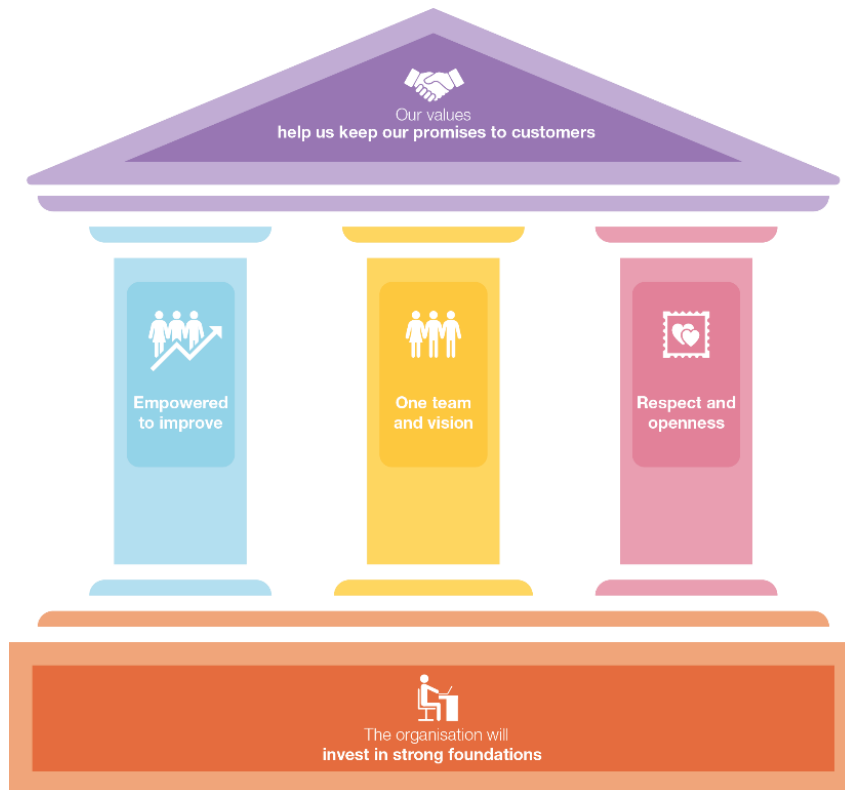 Our values
help us keep our promises to customers
Empowered
to improve
One team
and vision
Respect and
openness
The organisation will
invest in strong foundations